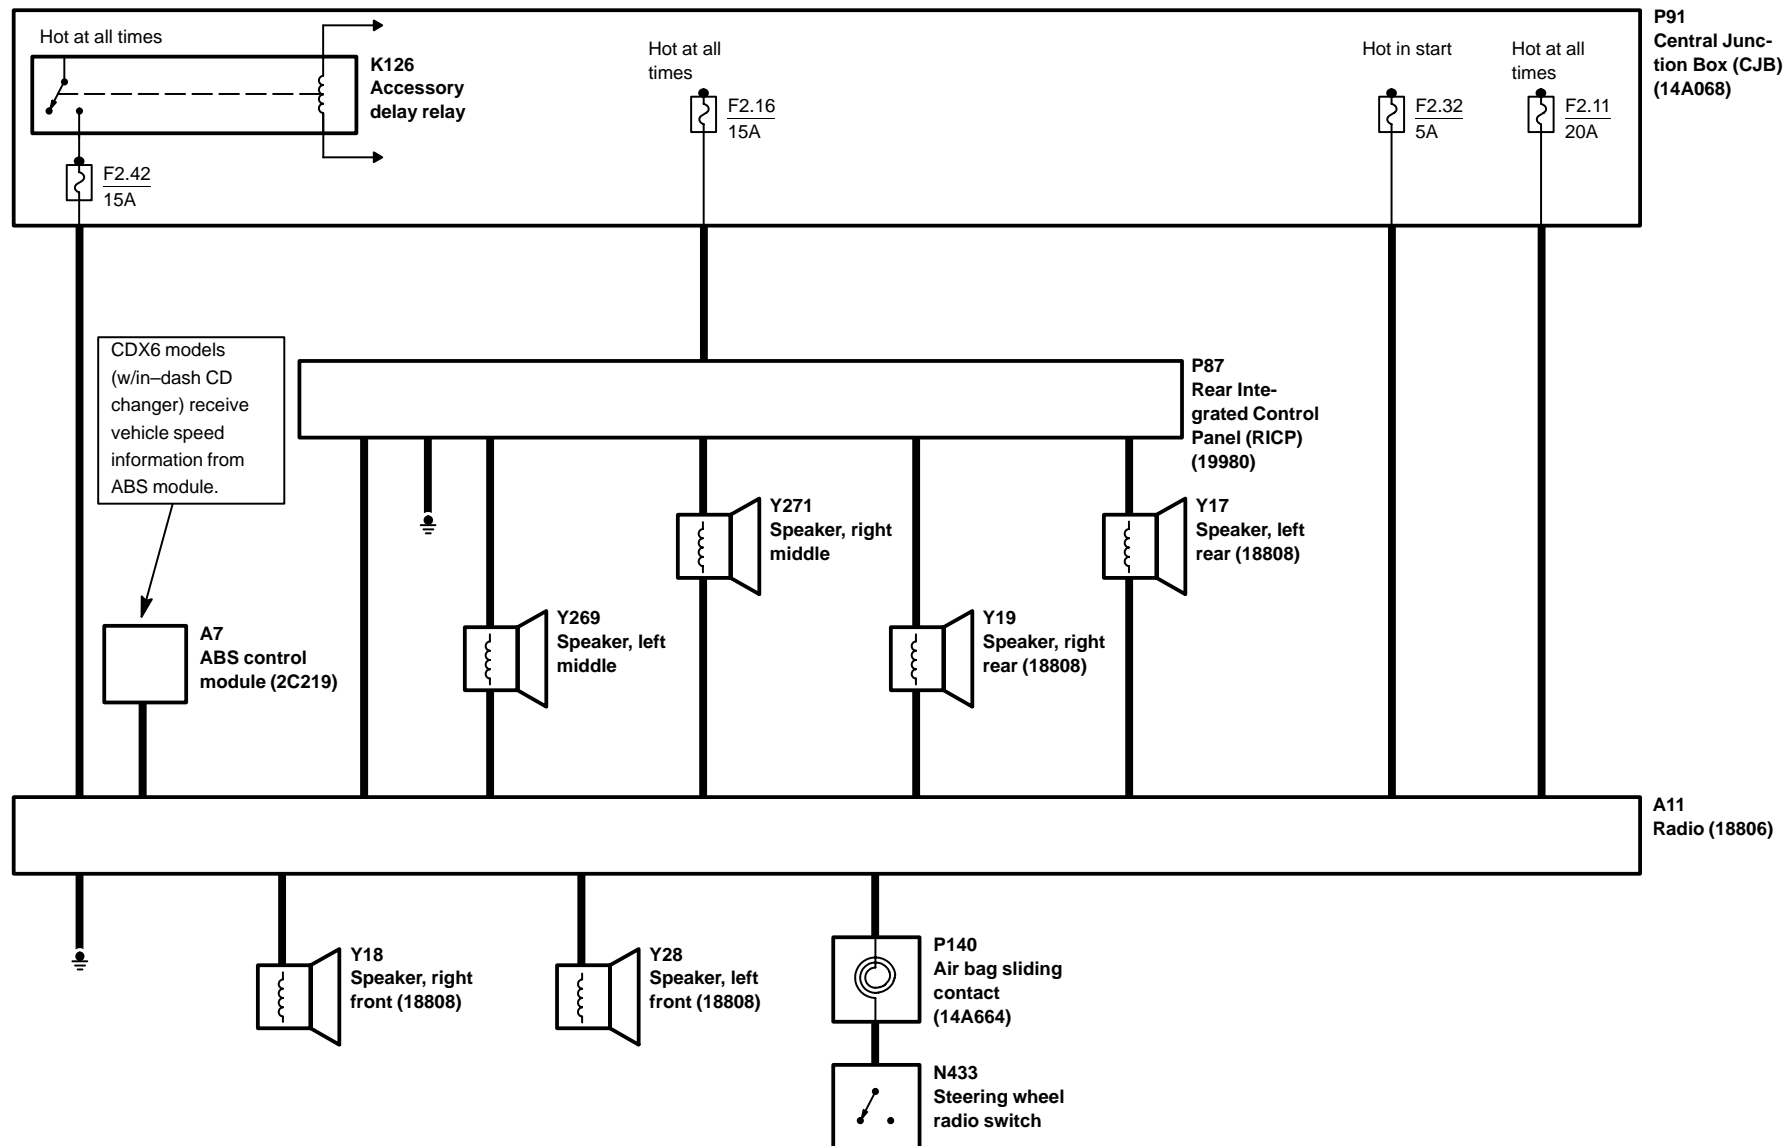 P91
Central Junc-
tion Box (CJB)
(14A068)
Hot at all times
K126
Accessory
delay relay
F2.42
15A
Hot at all
times
F2.16
15A
Hot in start
F2.32
5A
Hot at all
times
F2.11
20A
CDX6 models
(w/in–dash CD
changer) receive
vehicle speed
information from
ABS module.
P87
Rear Inte-
grated Control
Panel (RICP)
(19980)
Y271
Speaker, right
middle
Y17
Speaker, left
rear (18808)
A7
ABS control
module (2C219)
Y269
Speaker, left
middle
Y19
Speaker, right
rear (18808)
A11
Radio (18806)
Y18
Speaker, right
front (18808)
Y28
Speaker, left
front (18808)
P140
Air bag sliding
contact
(14A664)
N433
Steering wheel
radio switch